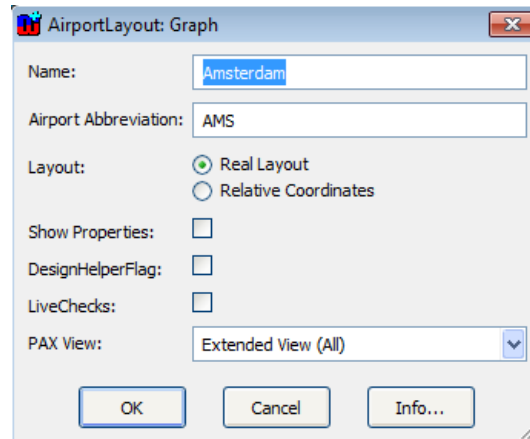 AirportLayout: Graph
Name: Amsterdam
Airport Abbreviation: AMS
Layout: Real Layout
Relative Coordinates
Show Properties:
DesignHelperFlag:
LiveChecks:
PAX View: Extended View (All)
OK Cancel Info...